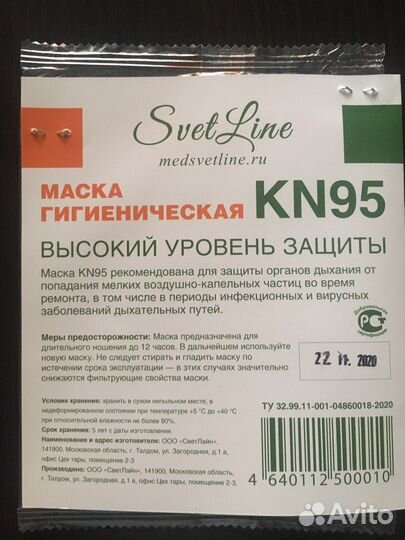 SvetLine
medsvetline.ru
МАСКА
ГИГИЕНИЧЕСКАЯ KN95
ВЫСОКИЙ УРОВЕНЬ ЗАЩИТЫ
Маска KN95 рекомендована для защиты органов дыхания от
попадания мелких воздушно-капельных частиц во время
ремонта, в том числе в периоды инфекционных и вирусных
заболеваний дыхательных путей.
Добровольная
РСТ
сертификация
Меры предосторожности: Маска предназначена для
длительного ношения до 12 часов. В дальнейшем используйте
новую маску. Не следует стирать и гладить маску по
истечении срока эксплуатации — в этих случаях значительно
снижаются фильтрующие свойства маски.
22 11. 2020
Условия хранения: хранить в сухом непыльном месте, в
недеформированном состоянии при температуре +5 °С до +40 °С
при относительности не более 80%.
Срок хранения: 5 лет с даты изготовления.
Наименование и адрес изготовителя: ООО «СветЛайн»,
141900, Московская область, г. Талдом, ул. Загородная, д.1 а,
офис Цех тары, помещение 2-3
Произведено: ООО «СветЛайн», 141900, Московская область,
г. Талдом, ул. Загородная, д.1 а, офис Цех тары, помещение 2-3.
ТУ 32.99.11-001-04860018-2020
4 640112 500010
Avito